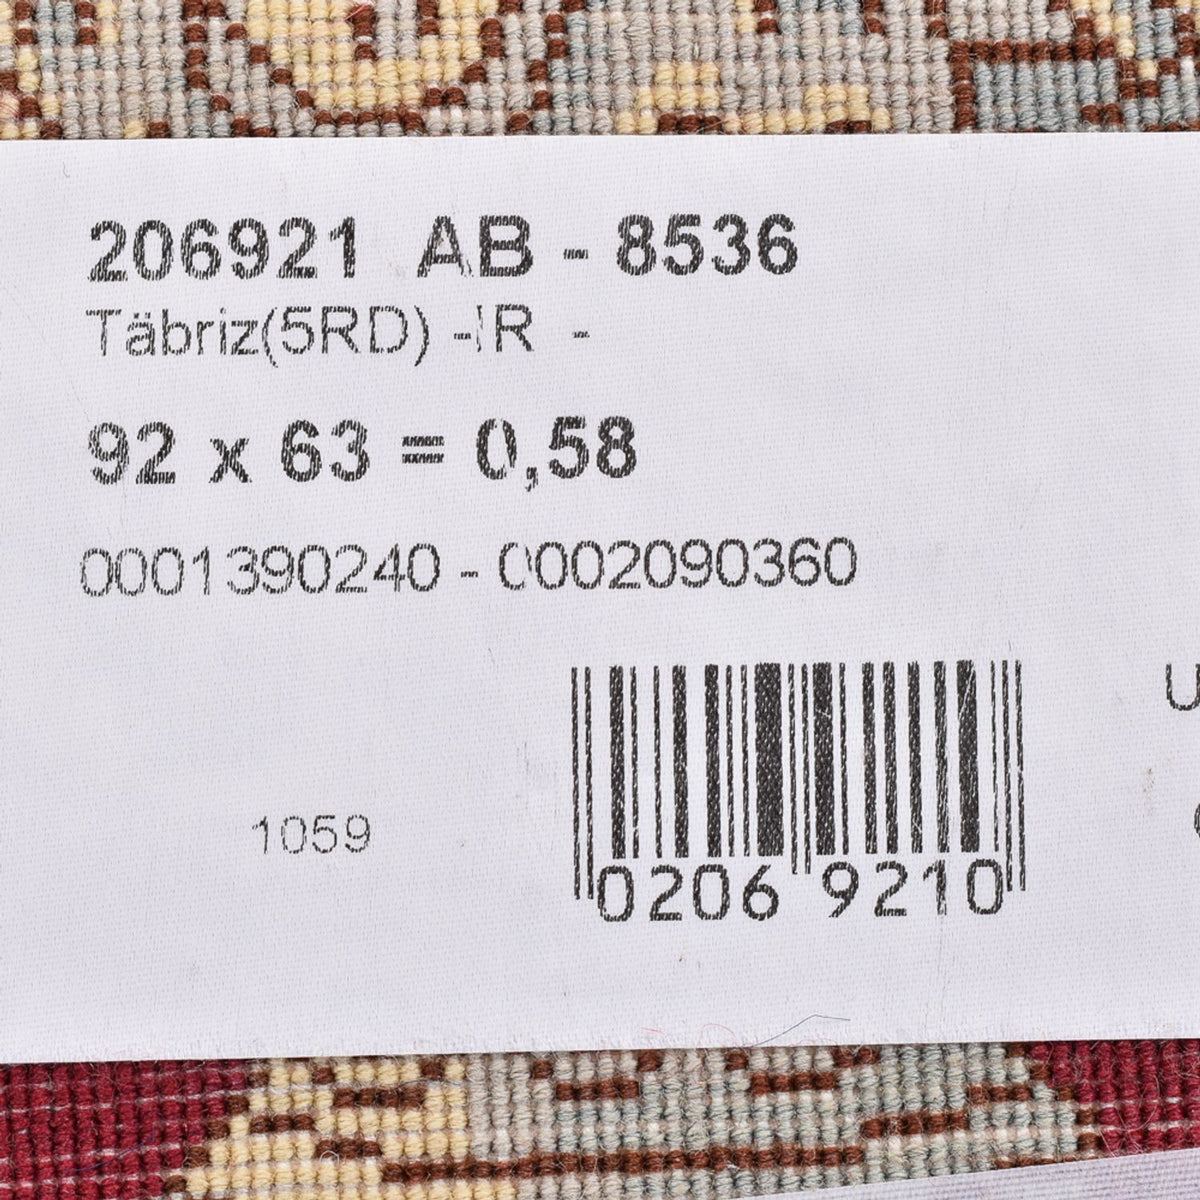 206921 AB - 8536
Täbriz(5RD) -IR -
92 x 63 = 0,58
0001390240 - 0002090360
1059
0206 9210